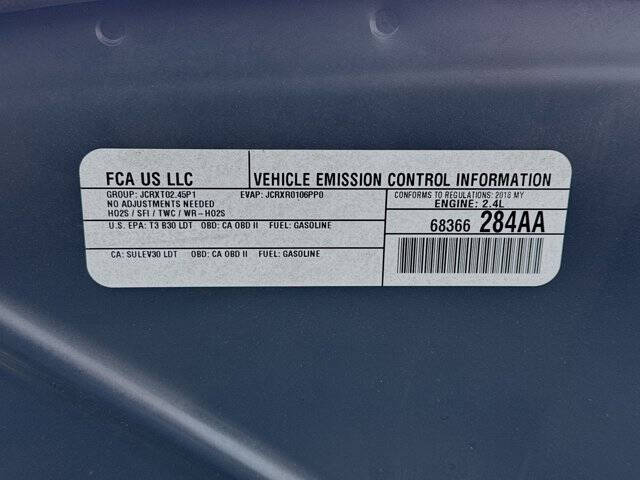 FCA US LLC
VEHICLE EMISSION CONTROL INFORMATION
GROUP: JCRXT02.45P1 EVAP: JCRXR0106PP0
NO ADJUSTMENTS NEEDED
HO2S / SFI / TWC / WR-HO2S
CONFORMS TO REGULATIONS: 2018 MY
ENGINE: 2.4L
U.S. EPA: T3 B30 LDT OBD: CA OBD II FUEL: GASOLINE
68366 284AA
CA: SULEV30 LDT OBD: CA OBD II FUEL: GASOLINE